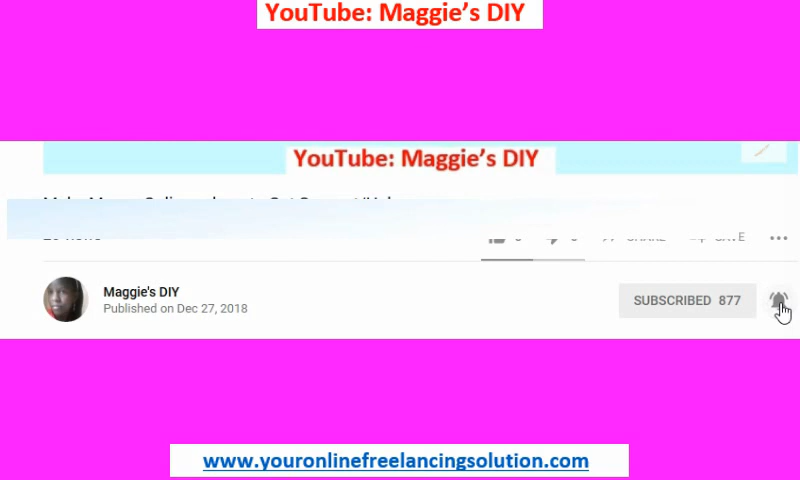 YouTube: Maggie's DIY
YouTube: Maggie's DIY
Maggie's DIY
Published on Dec 27, 2018
SUBSCRIBED 877
www.youronlinefreelancingsolution.com